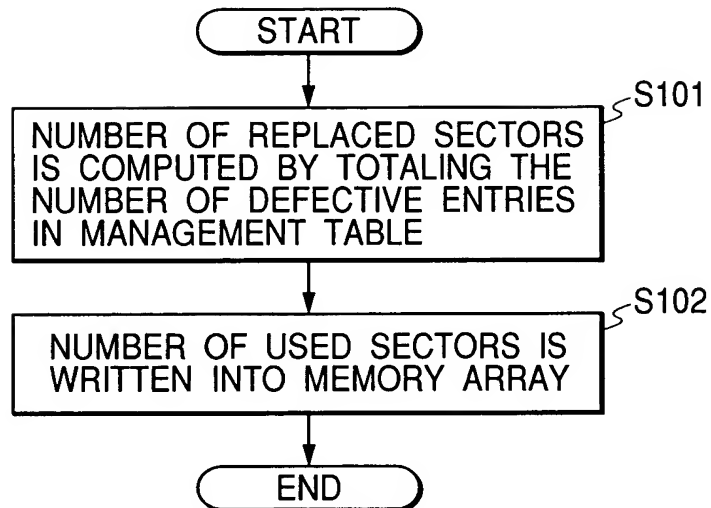 START
S101
NUMBER OF REPLACED SECTORS
IS COMPUTED BY TOTALING THE
NUMBER OF DEFECTIVE ENTRIES
IN MANAGEMENT TABLE
S102
NUMBER OF USED SECTORS IS
WRITTEN INTO MEMORY ARRAY
END